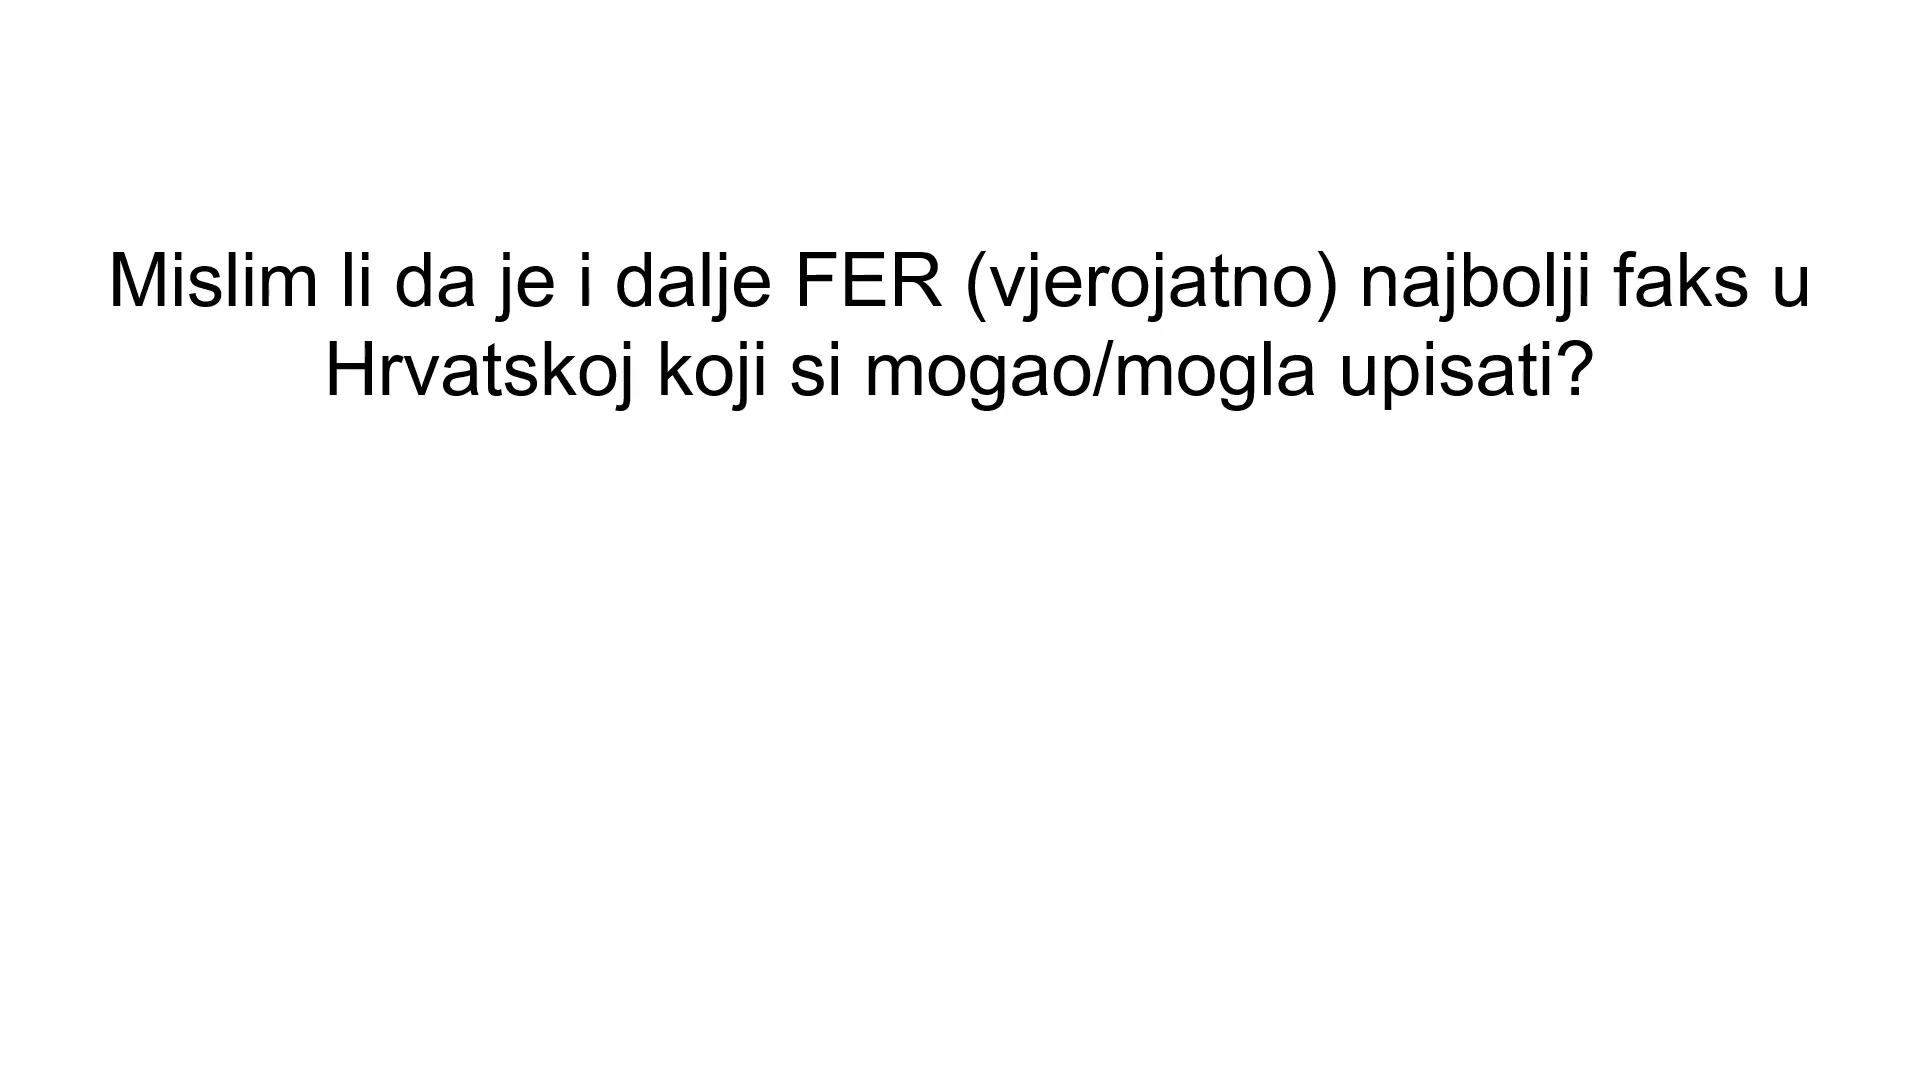 Mislim li da je i dalje FER (vjerojatno) najbolji faks u
Hrvatskoj koji si mogao/mogla upisati?